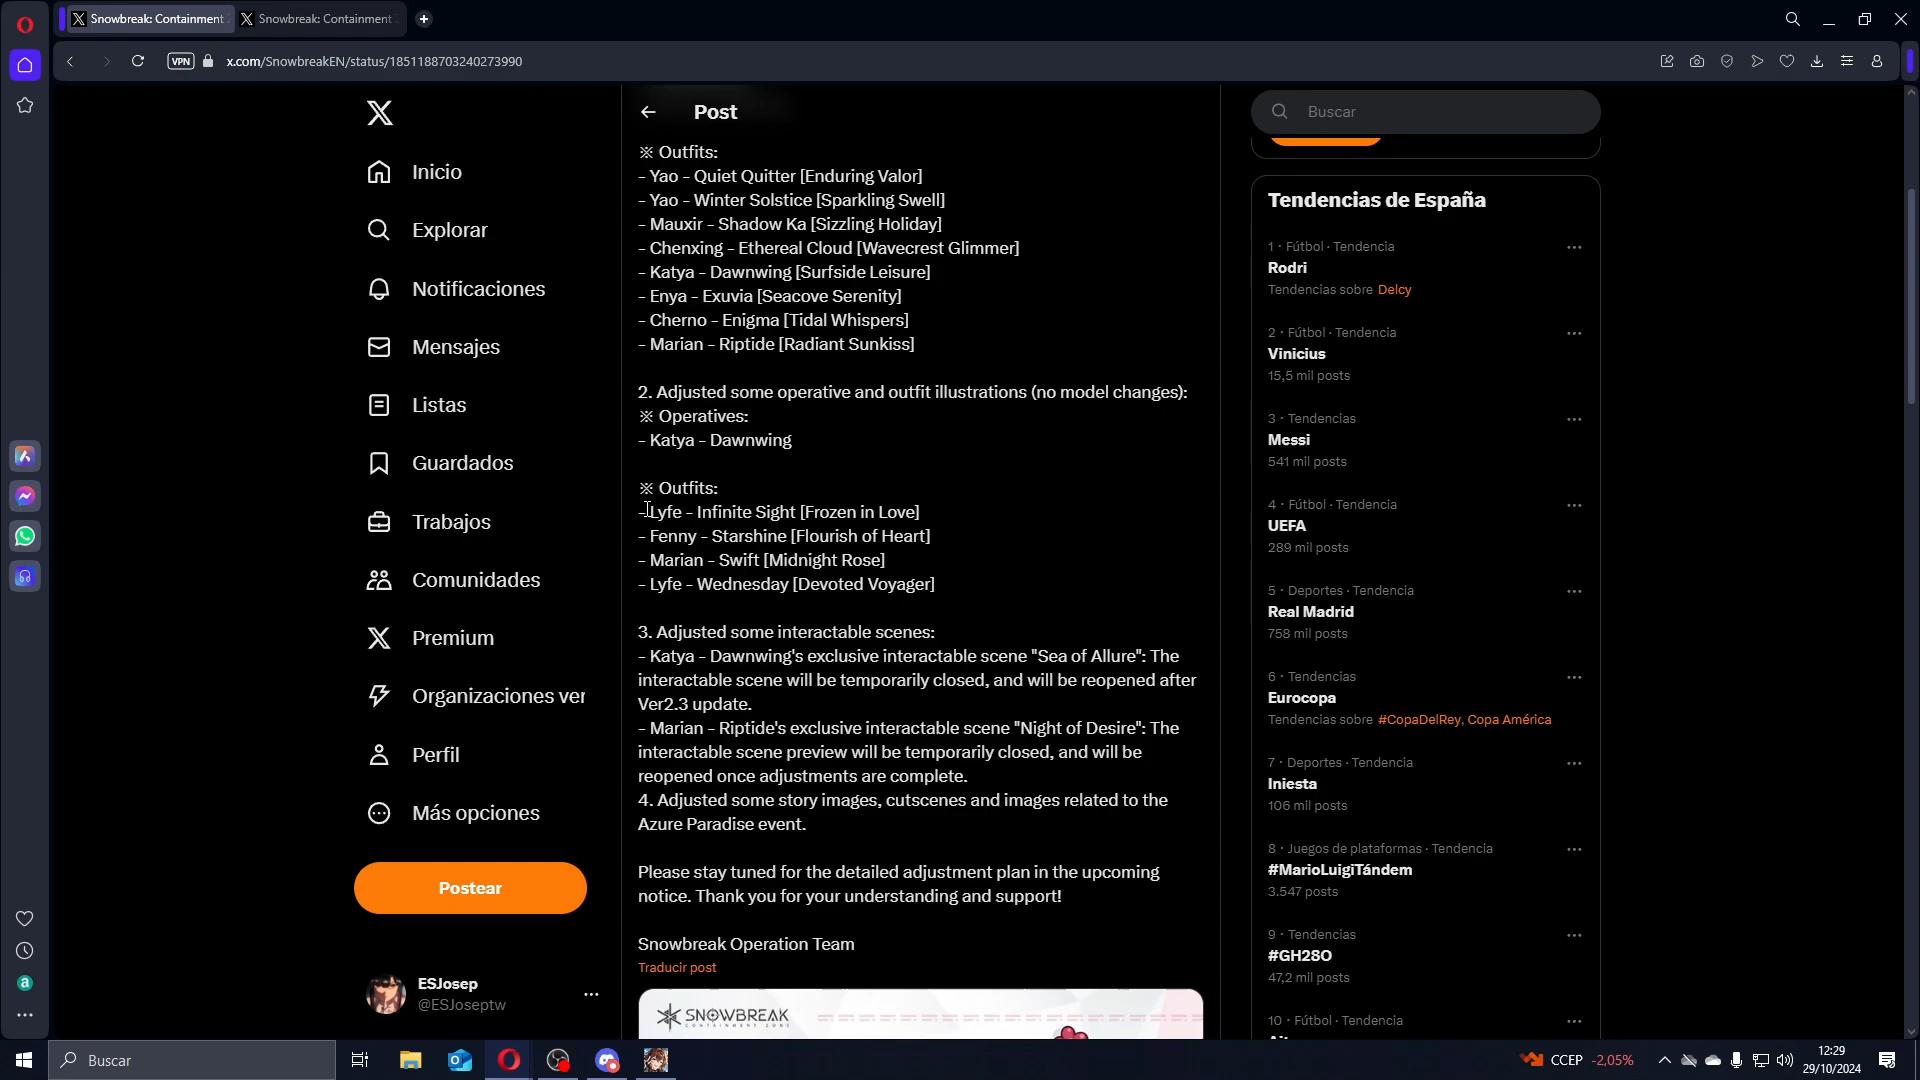 Snowbreak: Containment
Snowbreak: Containment
VPN
x.com/SnowbreakEN/status/1851188703240273990
Inicio
Explorar
Notificaciones
Mensajes
Listas
Guardados
Trabajos
Comunidades
Premium
Organizaciones ver
Perfil
Más opciones
Postear
ESJosep
@ESJoseptw
Post
※ Outfits:
- Yao - Quiet Quitter [Enduring Valor]
- Yao - Winter Solstice [Sparkling Swell]
- Mauxir - Shadow Ka [Sizzling Holiday]
- Chenxing - Ethereal Cloud [Wavecrest Glimmer]
- Katya - Dawnwing [Surfside Leisure]
- Enya - Exuvia [Seacove Serenity]
- Cherno - Enigma [Tidal Whispers]
- Marian - Riptide [Radiant Sunkiss]
2. Adjusted some operative and outfit illustrations (no model changes):
※ Operatives:
- Katya - Dawnwing
※ Outfits:
- Lyfe - Infinite Sight [Frozen in Love]
- Fenny - Starshine [Flourish of Heart]
- Marian - Swift [Midnight Rose]
- Lyfe - Wednesday [Devoted Voyager]
3. Adjusted some interactable scenes:
- Katya - Dawnwing's exclusive interactable scene "Sea of Allure": The
interactable scene will be temporarily closed, and will be reopened after
Ver2.3 update.
- Marian - Riptide's exclusive interactable scene "Night of Desire": The
interactable scene preview will be temporarily closed, and will be
reopened once adjustments are complete.
4. Adjusted some story images, cutscenes and images related to the
Azure Paradise event.
Please stay tuned for the detailed adjustment plan in the upcoming
notice. Thank you for your understanding and support!
Snowbreak Operation Team
Traducir post
SNOWBREAK
CONTAINMENT ZONE
Buscar
Tendencias de España
1 · Fútbol · Tendencia
Rodri
Tendencias sobre Delcy
2 · Fútbol · Tendencia
Vinicius
15,5 mil posts
3 · Tendencias
Messi
541 mil posts
4 · Fútbol · Tendencias
UEFA
289 mil posts
5 · Deportes · Tendencia
Real Madrid
758 mil posts
6 · Tendencias
Eurocopa
Tendencias sobre #CopaDelRey, Copa América
7 · Deportes · Tendencia
Iniesta
106 mil posts
8 · Juegos de plataformas · Tendencia
#MarioLuigiTándem
3.547 posts
9 · Tendencias
#GH28O
47,2 mil posts
10 · Fútbol · Tendencias
Buscar
CCEP -2,05%
12:29
29/10/2024